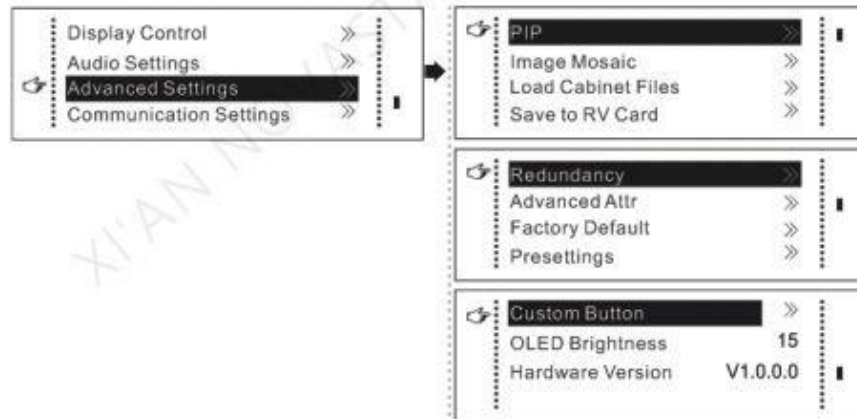 Display Control
Audio Settings
Advanced Settings
Communication Settings
PIP
Image Mosaic
Load Cabinet Files
Save to RV Card
Redundancy
Advanced Attr
Factory Default
Presettings
Custom Button
OLED Brightness 15
Hardware Version V1.0.0.0
XI'AN NOVASTA